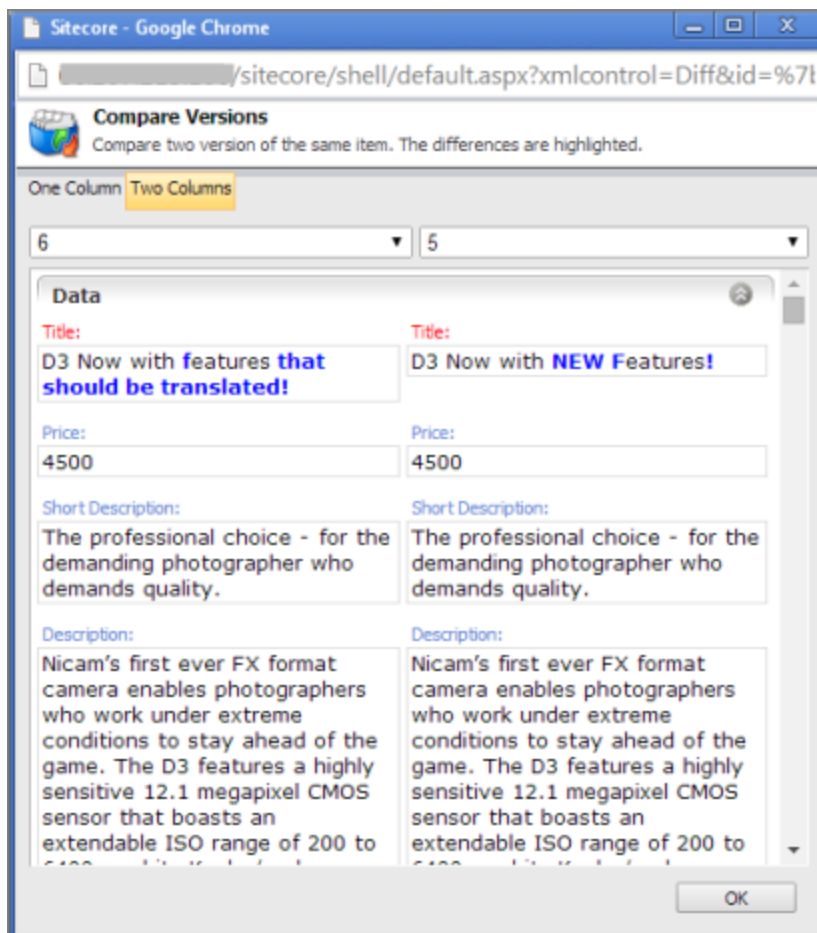 Sitecore - Google Chrome
/sitecore/shell/default.aspx?xmlcontrol=Diff&id=%7b
Compare Versions
Compare two version of the same item. The differences are highlighted.
One Column Two Columns
6 5
Data
Title: Title:
D3 Now with features that D3 Now with NEW Features!
should be translated!
Price: Price:
4500 4500
Short Description: Short Description:
The professional choice - for the The professional choice - for the
demanding photographer who demanding photographer who
demands quality. demands quality.
Description: Description:
Nicam's first ever FX format Nicam's first ever FX format
camera enables photographers camera enables photographers
who work under extreme who work under extreme
conditions to stay ahead of the conditions to stay ahead of the
game. The D3 features a highly game. The D3 features a highly
sensitive 12.1 megapixel CMOS sensitive 12.1 megapixel CMOS
sensor that boasts an sensor that boasts an
extendable ISO range of 200 to extendable ISO range of 200 to
OK